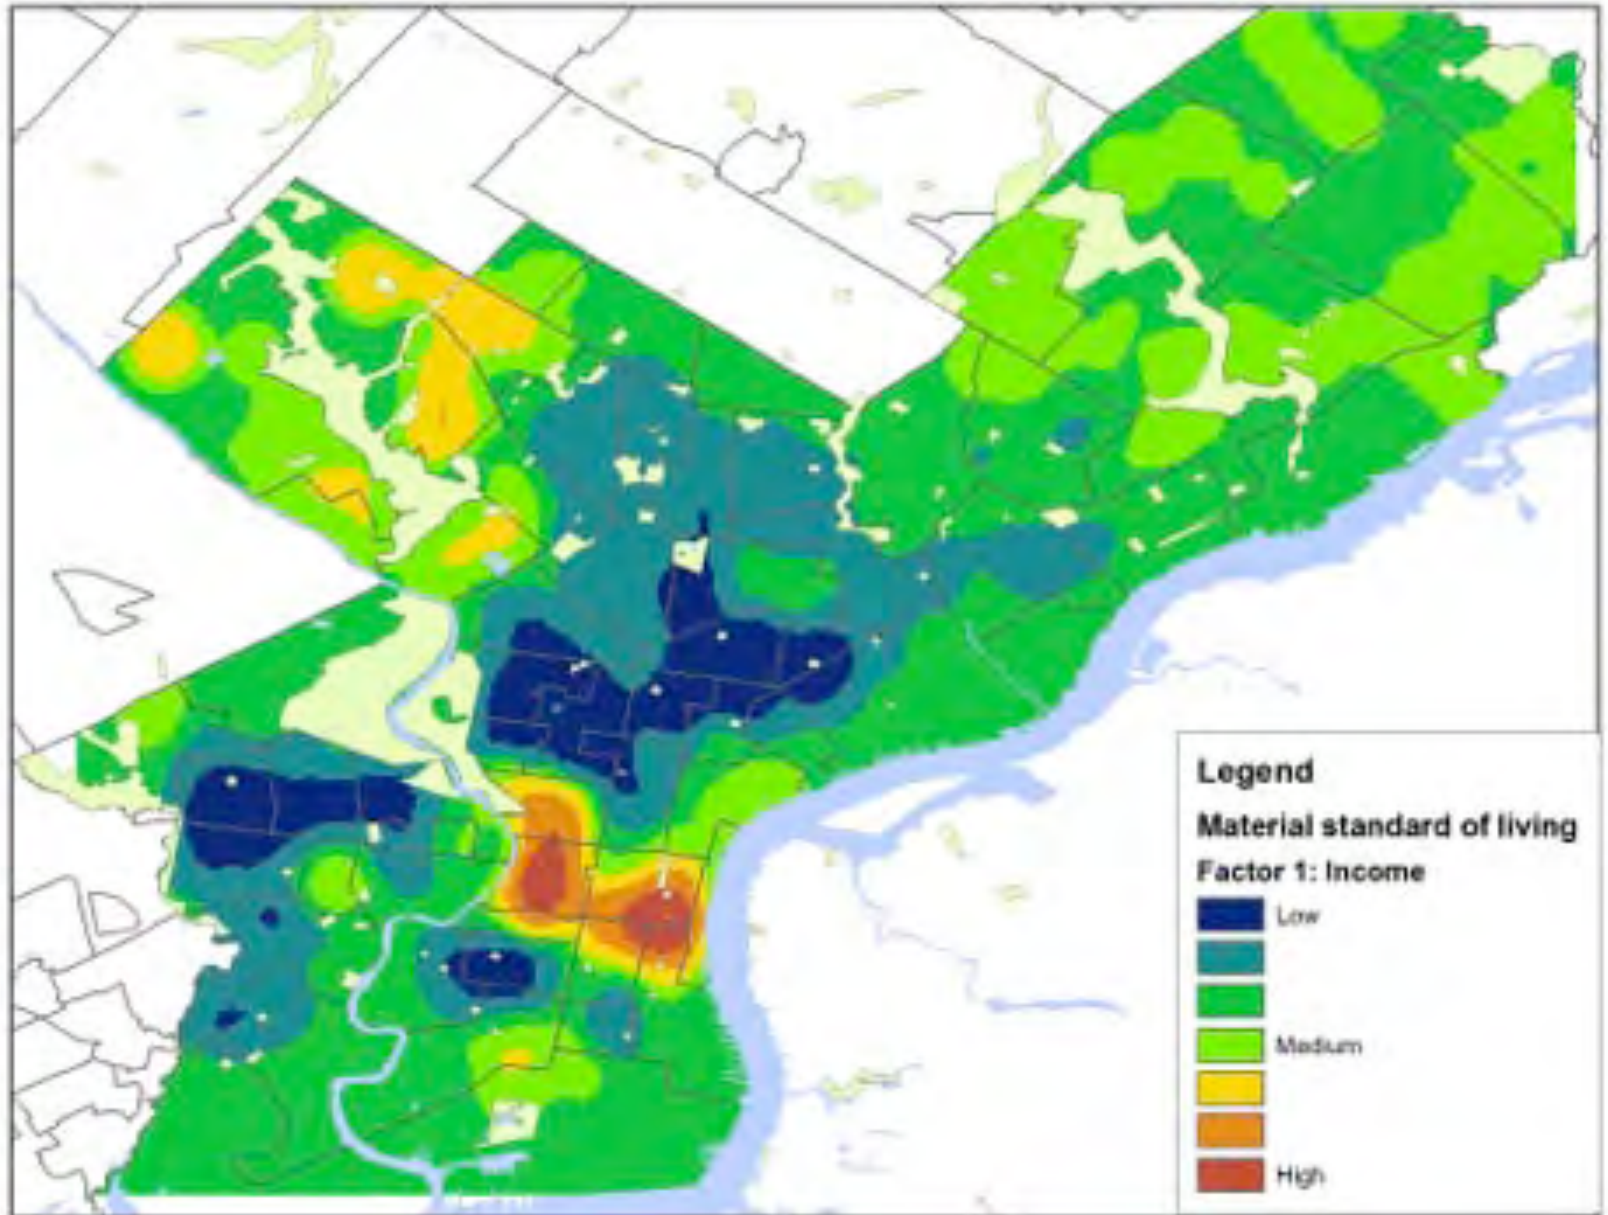 Legend
Material standard of living
Factor 1: Income
Low
Medium
High